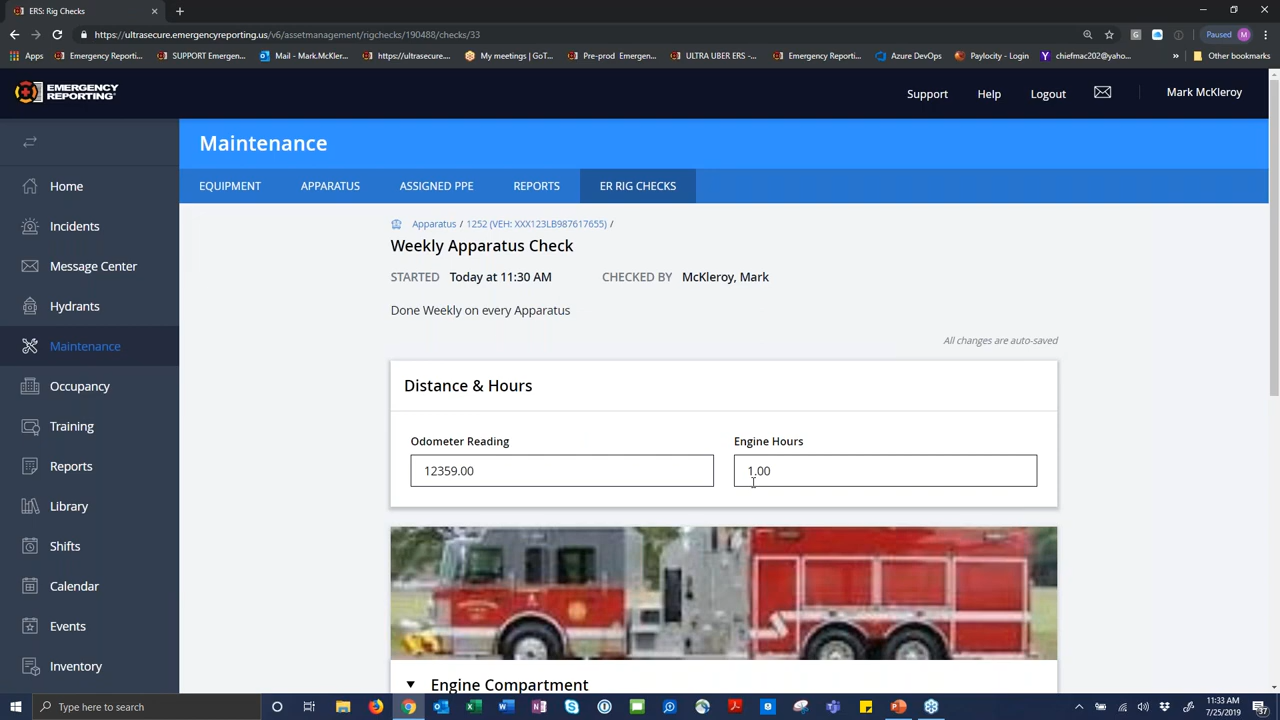 ERS: Rig Checks
https://ultrasecure.emergencyreporting.us/v6/assetmanagement/rigchecks/190488/checks/33
Paused
M
Apps
Emergency Reporti...
SUPPORT Emergen...
Mail - Mark.McKlero...
https://ultrasecure....
My meetings | GoT...
Pre-prod Emergen...
ULTRA UBER ERS -...
Emergency Reporti...
Azure DevOps
Paylocity - Login
chiefmac202@yaho...
»
Other bookmarks
EMERGENCY
REPORTING
Support
Help
Logout
Mark McKleroy
Maintenance
EQUIPMENT
APPARATUS
ASSIGNED PPE
REPORTS
ER RIG CHECKS
Home
Incidents
Message Center
Hydrants
Maintenance
Occupancy
Training
Reports
Library
Shifts
Calendar
Events
Inventory
Apparatus / 1252 (VEH: XXX123LB987617655) /
Weekly Apparatus Check
STARTED Today at 11:30 AM CHECKED BY McKleroy, Mark
Done Weekly on every Apparatus
All changes are auto-saved
Distance & Hours
Odometer Reading
Engine Hours
12359.00
1.00
Engine Compartment
Type here to search
11:33 AM
7/25/2019